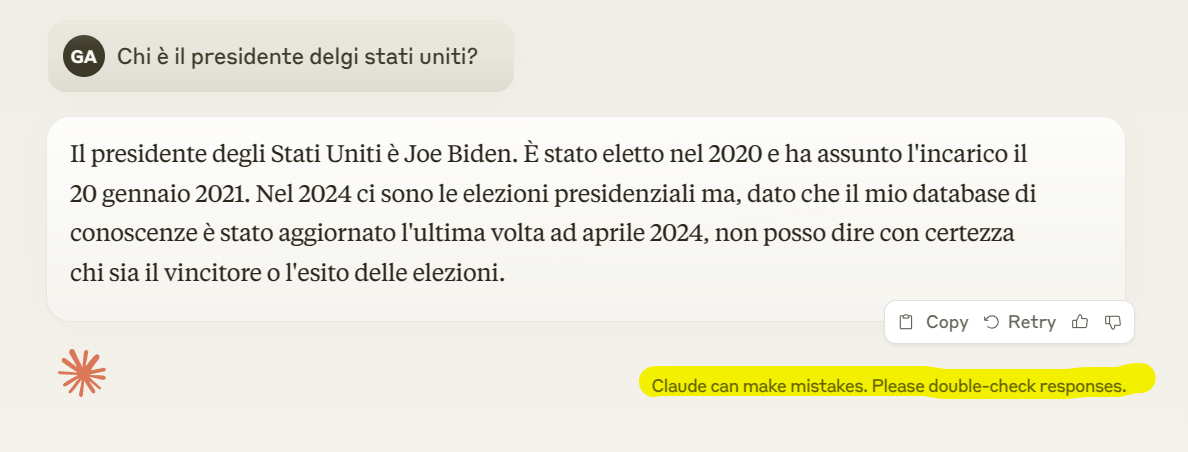 GA Chi è il presidente delgi stati uniti?
Il presidente degli Stati Uniti è Joe Biden. È stato eletto nel 2020 e ha assunto l'incarico il
20 gennaio 2021. Nel 2024 ci sono le elezioni presidenziali ma, dato che il mio database di
conoscenze è stato aggiornato l'ultima volta ad aprile 2024, non posso dire con certezza
chi sia il vincitore o l'esito delle elezioni.
Copy Retry
Claude can make mistakes. Please double-check responses.